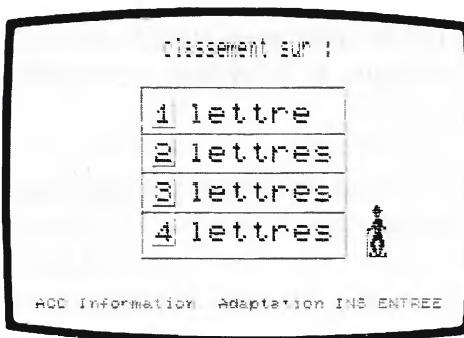 classement sur :
1 lettre
2 lettres
3 lettres
4 lettres
ACC Information. Adaptation INS ENTREE